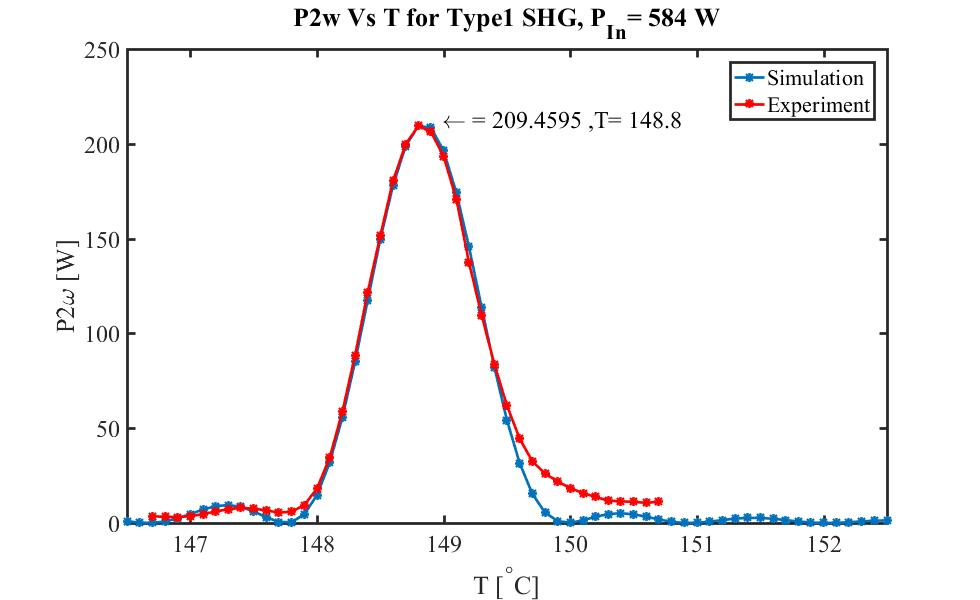 P2w Vs T for Type1 SHG, P_In= 584 W
250
200
150
100
50
0
P2ω [W]
Simulation
Experiment
← = 209.4595 ,T= 148.8
147 148 149 150 151 152
T [°C]